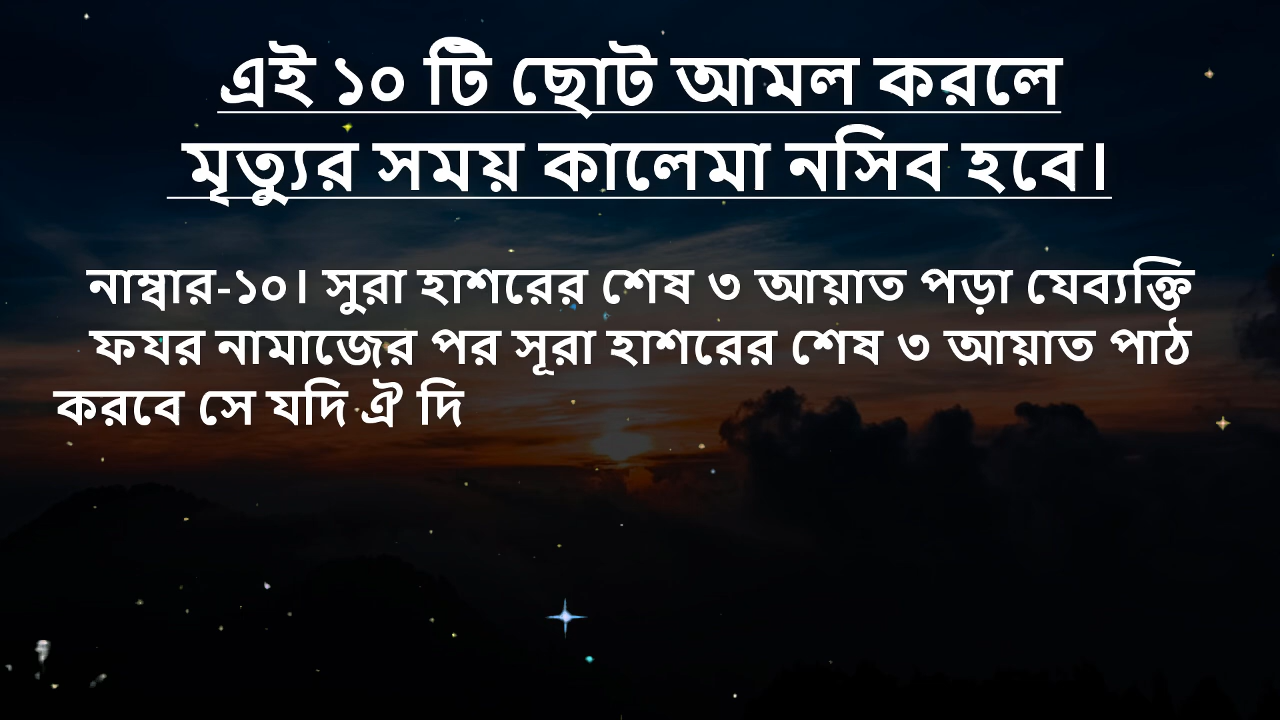 এই ১০ টি ছোট আমল করলে
মৃত্যুর সময় কালেমা নসিব হবে।
নাম্বার-১০। সুরা হাশরের শেষ ৩ আয়াত পড়া যেব্যক্তি
ফযর নামাজের পর সূরা হাশরের শেষ ৩ আয়াত পাঠ
করবে সে যদি ঐ দি